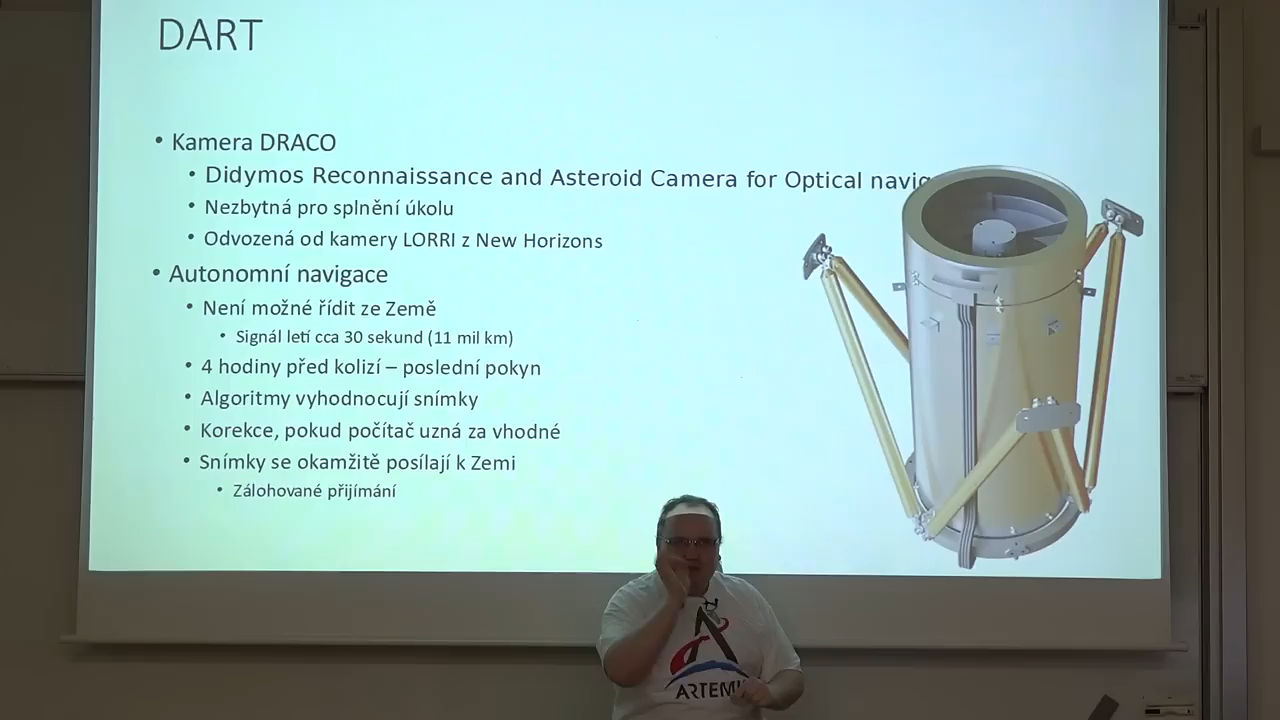 DART
• Kamera DRACO
• Didymos Reconnaissance and Asteroid Camera for Optical
• Nezbytná pro splnění úkolu
• Odvozená od kamery LORRI z New Horizons
• Autonomní navigace
• Není možné řídit ze Země
• Signál letí cca 30 sekund (11 mil km)
• 4 hodiny před kolizí – poslední pokyn
• Algoritmy vyhodnocují snímky
• Korekce, pokud počítač uzná za vhodné
• Snímky se okamžitě posílají k Zemi
• Zálohované přijímání